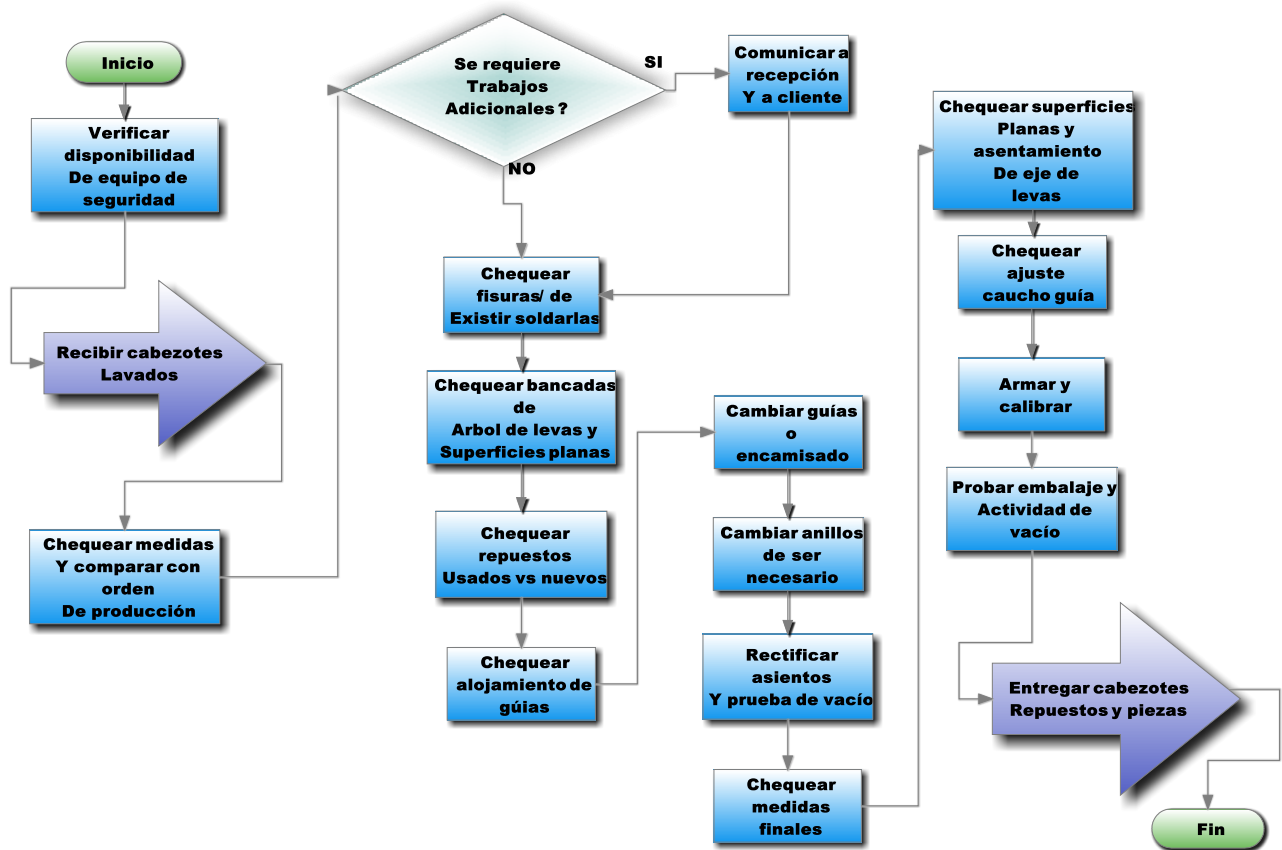 Inicio
Verificar
disponibilidad
De equipo de
seguridad
Recibir cabezotes
Lavados
Chequear medidas
Y comparar con
orden
De producción
Se requiere
Trabajos
Adicionales ?
SI
NO
Comunicar a
recepción
Y a cliente
Chequear
fisuras/ de
Existir soldarlas
Chequear bancadas
de
Arbol de levas y
Superficies planas
Chequear
repuestos
Usados vs nuevos
Chequear
alojamiento de
gúias
Cambiar guías
o
encamisado
Cambiar anillos
de ser
necesario
Rectificar
asientos
Y prueba de vacío
Chequear
medidas
finales
Chequear superficies
Planas y
asentamiento
De eje de
levas
Chequear
ajuste
caucho guía
Armar y
calibrar
Probar embalaje y
Actividad de
vacío
Entregar cabezotes
Repuestos y piezas
Fin